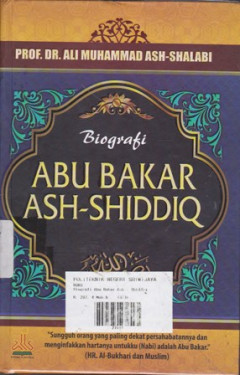 PROF. DR. ALI MUHAMMAD ASH-SHALABI
Biografi
ABU BAKAR
ASH-SHIDDIQ
"Sungguh orang yang paling dekat persahabatannya dan
menginfakkan hartanya untukku (Nabi) adalah Abu Bakar."
(HR. Al-Bukhari dan Muslim)